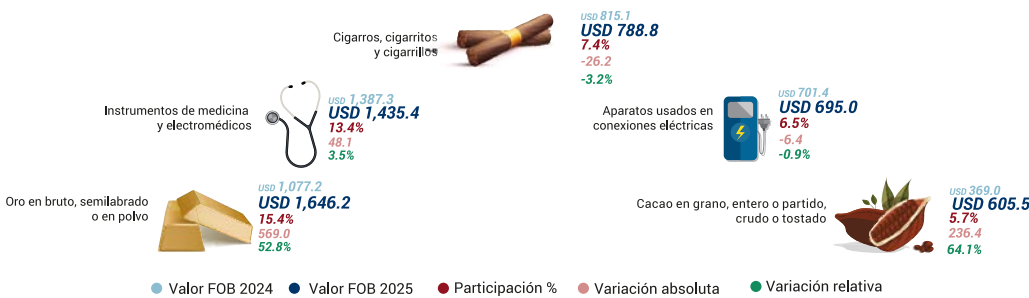 Cigarros, cigarritos
y cigarrillos
USD 815.1
USD 788.8
7.4%
-26.2
-3.2%
Instrumentos de medicina
y electromédicos
USD 1,387.3
USD 1,435.4
13.4%
48.1
3.5%
Aparatos usados en
conexiones eléctricas
USD 701.4
USD 695.0
6.5%
-6.4
-0.9%
Oro en bruto, semilabrado
o en polvo
USD 1,077.2
USD 1,646.2
15.4%
569.0
52.8%
Cacao en grano, entero o partido,
crudo o tostado
USD 369.0
USD 605.5
5.7%
236.4
64.1%
Valor FOB 2024
Valor FOB 2025
Participación %
Variación absoluta
Variación relativa